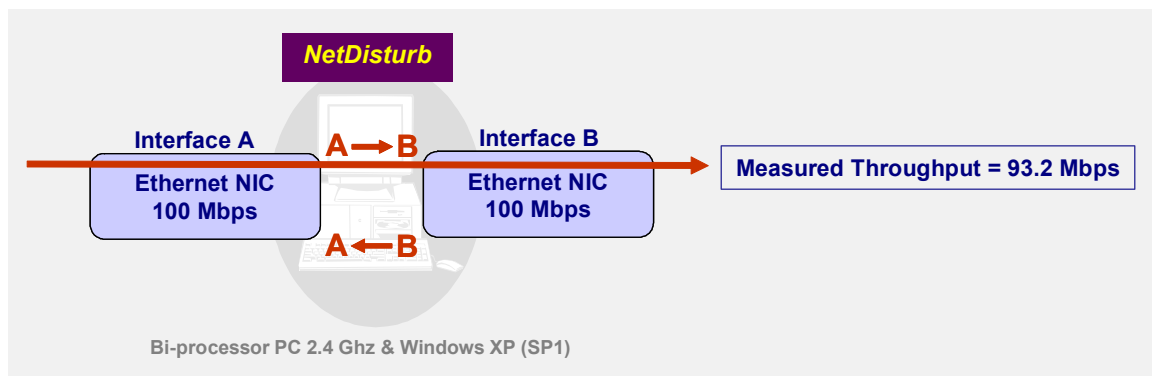 NetDisturb
Interface A
A → B
Interface B
Ethernet NIC
100 Mbps
Ethernet NIC
100 Mbps
Measured Throughput = 93.2 Mbps
A ← B
Bi-processor PC 2.4 Ghz & Windows XP (SP1)